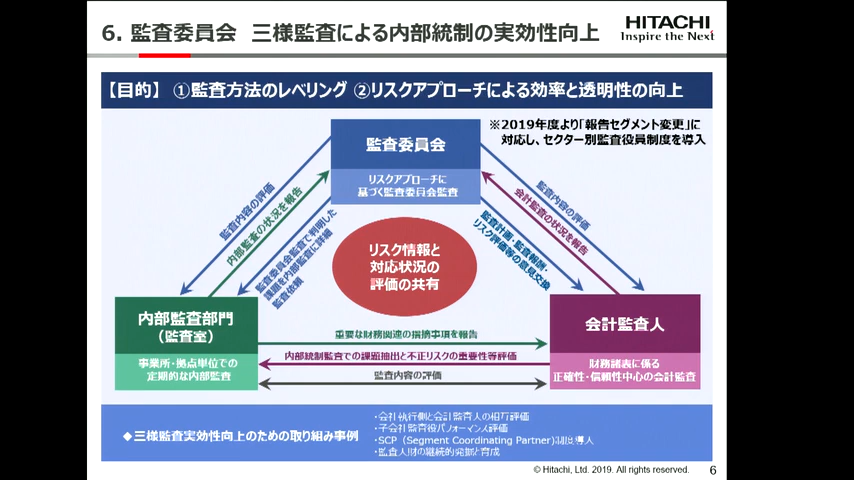 6. 監査委員会 三様監査による内部統制の実効性向上
HITACHI
Inspire the Next
【目的】 ①監査方法のレベリング ②リスクアプローチによる効率と透明性の向上
※2019年度より「報告セグメント変更」に
対応し、セクター別監査役員制度を導入
監査委員会
リスクアプローチに
基づく監査委員会監査
監査内容の評価
内部監査の状況を報告
監査委員会監査で判明した
課題を内部監査に詳細
監査依頼
リスク情報と
対応状況の
評価の共有
監査内容の評価
会計監査の状況を報告
監査計画・監査報酬・
リスク評価等の意見交換
内部監査部門
（監査室）
事業所・拠点単位での
定期的な内部監査
会計監査人
財務諸表に係る
正確性・信頼性中心の会計監査
重要な財務関連の指摘事項を報告
内部統制監査での課題抽出と不正リスクの重要性等評価
監査内容の評価
◆三様監査実効性向上のための取り組み事例
・会社執行側と会計監査人の相互評価
・子会社監査役パフォーマンス評価
・SCP（Segment Coordinating Partner)制度導入
・監査人財の継続的発掘と育成
© Hitachi, Ltd. 2019. All rights reserved.
6